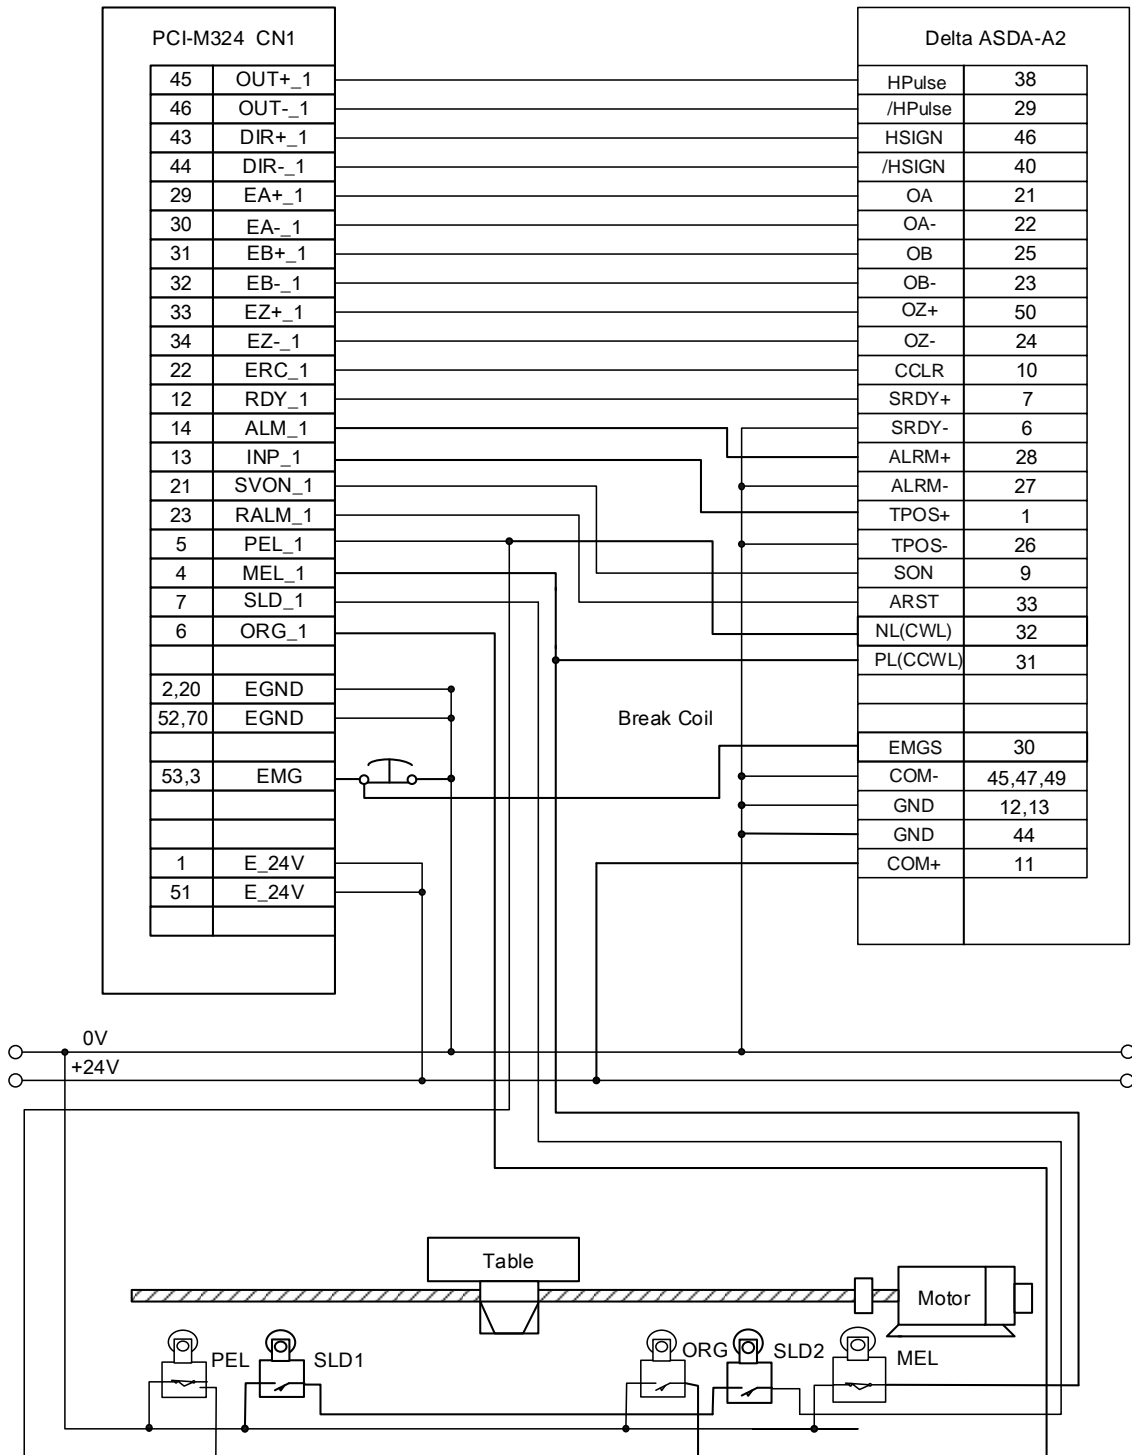 PCI-M324 CN1
Delta ASDA-A2
45 OUT+_1
HPulse 38
46 OUT-_1
/HPulse 29
43 DIR+_1
HSIGN 46
44 DIR-_1
/HSIGN 40
29 EA+_1
OA 21
30 EA-_1
OA- 22
31 EB+_1
OB 25
32 EB-_1
OB- 23
33 EZ+_1
OZ+ 50
34 EZ-_1
OZ- 24
22 ERC_1
CCLR 10
12 RDY_1
SRDY+ 7
14 ALM_1
SRDY- 6
13 INP_1
ALRM+ 28
21 SVON_1
ALRM- 27
23 RALM_1
TPOS+ 1
5 PEL_1
TPOS- 26
4 MEL_1
SON 9
7 SLD_1
ARST 33
6 ORG_1
NL(CWL) 32
PL(CCWL) 31
2,20 EGND
52,70 EGND
Break Coil
EMGS 30
53,3 EMG
COM- 45,47,49
GND 12,13
GND 44
1 E_24V
COM+ 11
51 E_24V
0V
+24V
Table
Motor
PEL
SLD1
ORG
SLD2
MEL